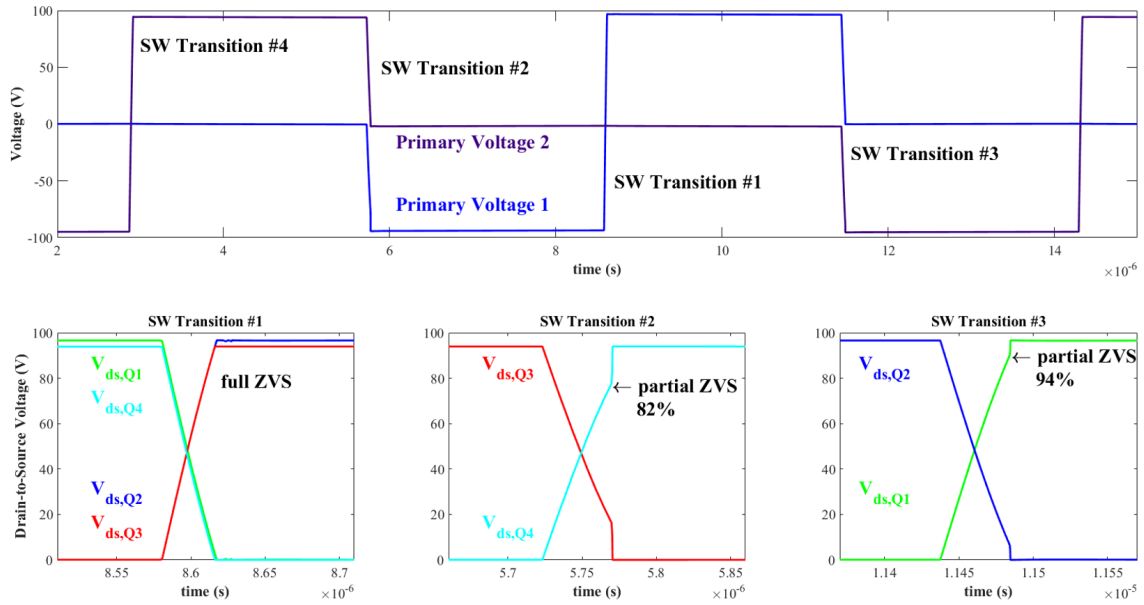 100
50
0
-50
-100
Voltage (V)
SW Transition #4
SW Transition #2
Primary Voltage 2
SW Transition #3
SW Transition #1
Primary Voltage 1
2 4 6 8 10 12 14
time (s)
×10⁻⁶
SW Transition #1
100
80
60
40
20
0
Drain-to-Source Voltage (V)
V_ds,Q1
V_ds,Q4
full ZVS
V_ds,Q2
V_ds,Q3
8.55 8.6 8.65 8.7
time (s)
×10⁻⁶
SW Transition #2
100
80
60
40
20
0
V_ds,Q3
← partial ZVS
82%
V_ds,Q4
5.7 5.75 5.8 5.85
time (s)
×10⁻⁶
SW Transition #3
100
80
60
40
20
0
V_ds,Q2
← partial ZVS
94%
V_ds,Q1
1.14 1.145 1.15 1.155
time (s)
×10⁻⁵